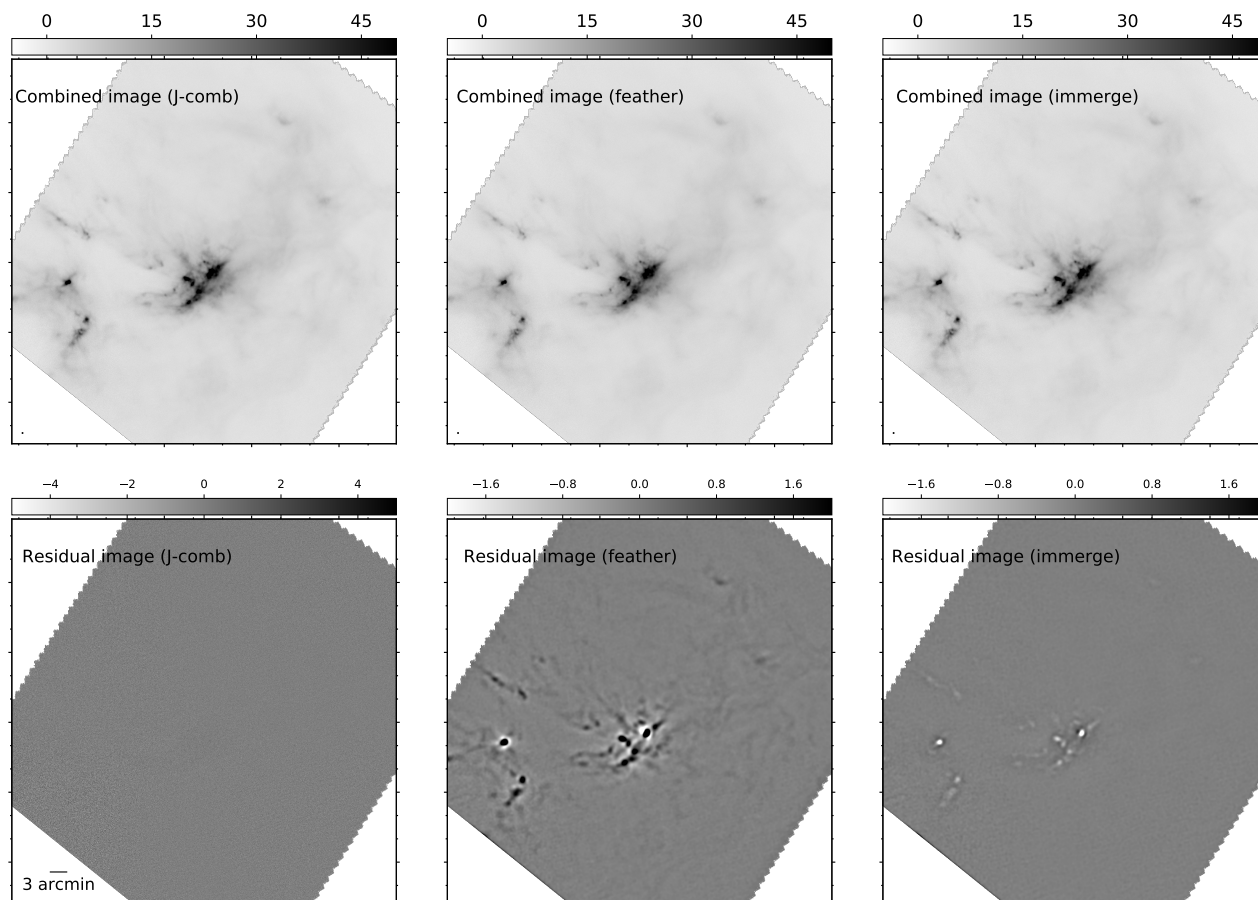 0 15 30 45
0 15 30 45
0 15 30 45
Combined image (J-comb)
Combined image (feather)
Combined image (immerge)
−4 −2 0 2 4
−1.6 −0.8 0.0 0.8 1.6
−1.6 −0.8 0.0 0.8 1.6
Residual image (J-comb)
Residual image (feather)
Residual image (immerge)
3 arcmin